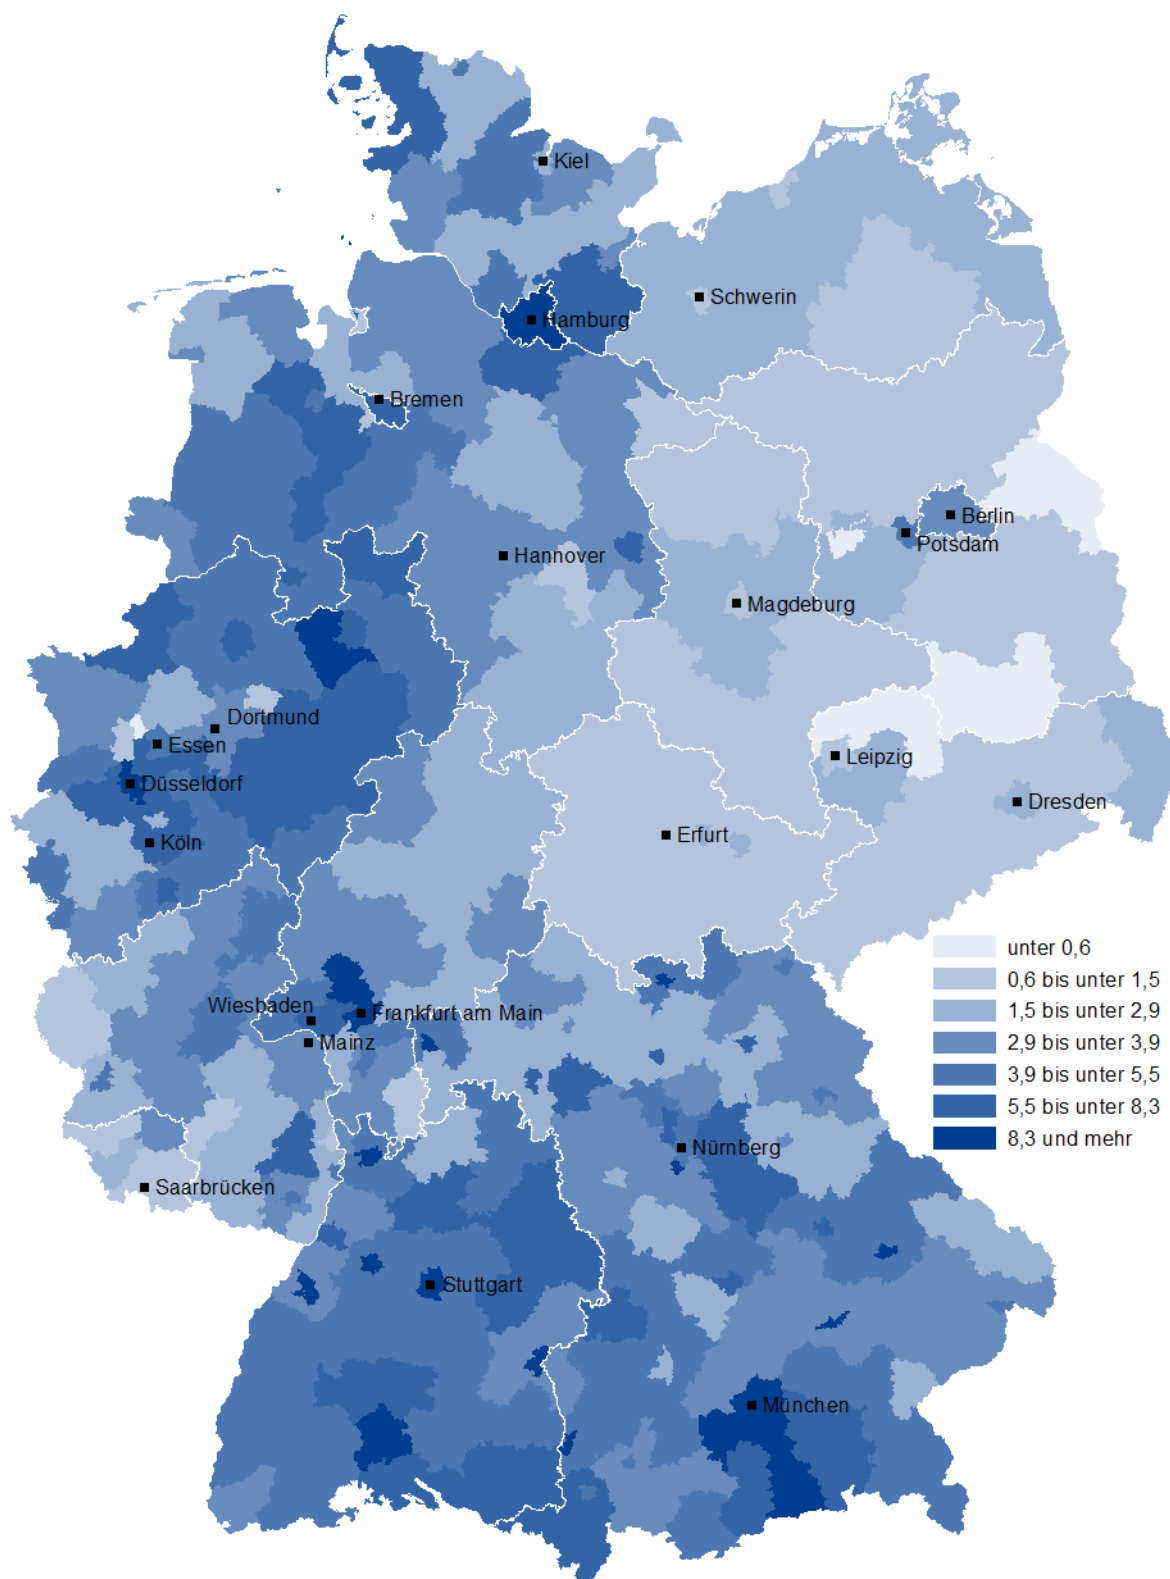 Kiel
Schwerin
Hamburg
Bremen
Berlin
Potsdam
Hannover
Magdeburg
Dortmund
Essen
Leipzig
Düsseldorf
Dresden
Köln
Erfurt
Wiesbaden
Frankfurt am Main
Mainz
Nürnberg
Saarbrücken
Stuttgart
München
unter 0,6
0,6 bis unter 1,5
1,5 bis unter 2,9
2,9 bis unter 3,9
3,9 bis unter 5,5
5,5 bis unter 8,3
8,3 und mehr